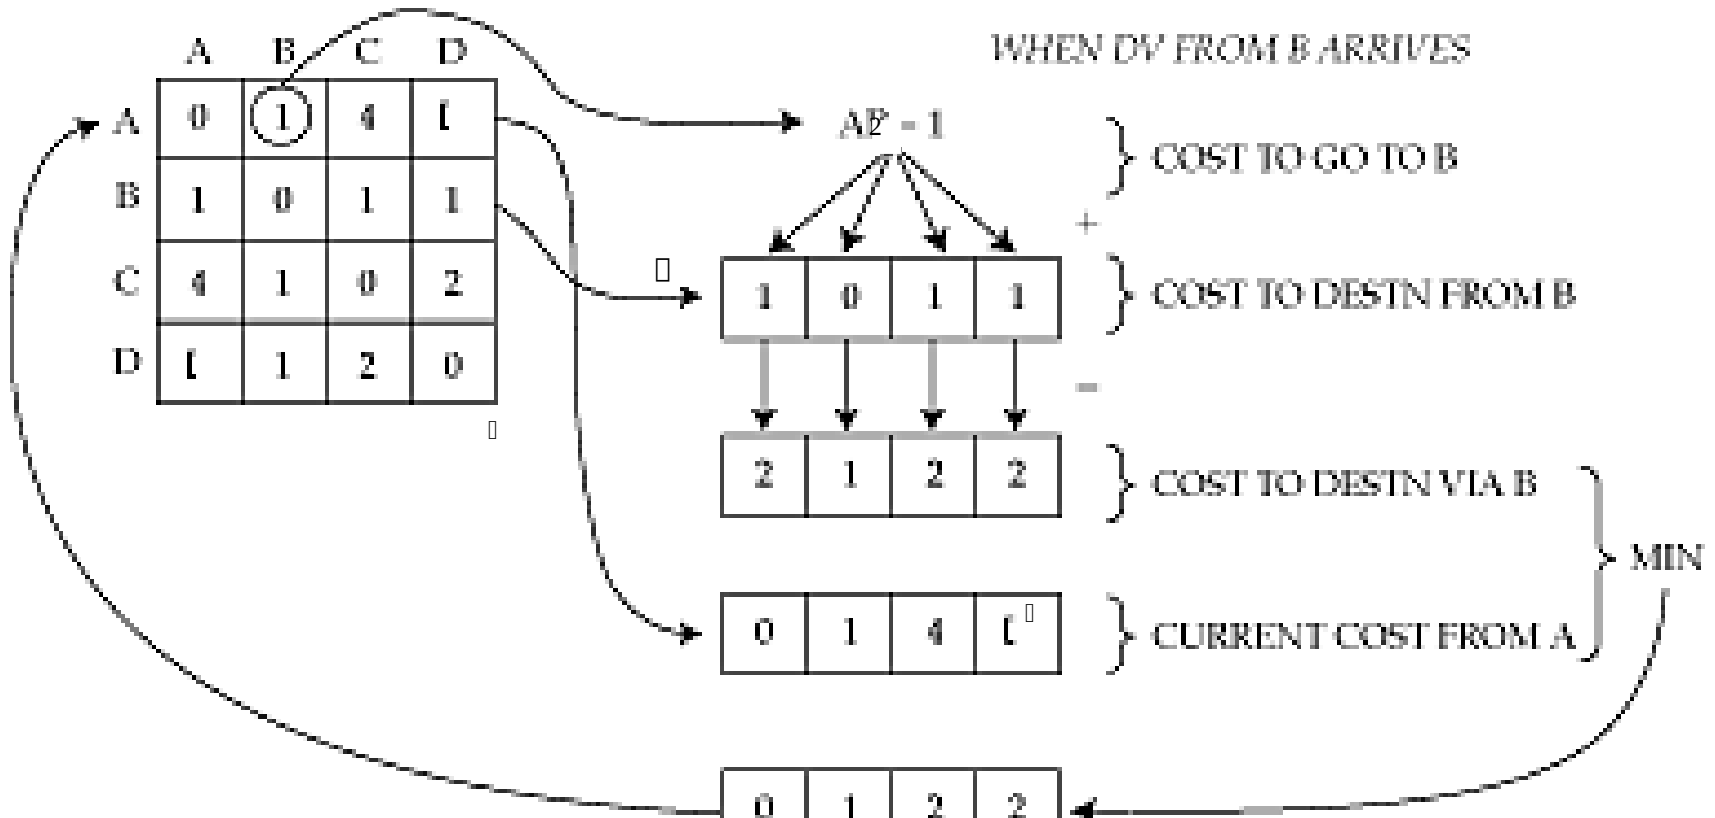 WHEN DV FROM B ARRIVES
A B C D
A 0 1 4
B 1 0 1 1
C 4 1 0 2
D 1 2 0
= 1
COST TO GO TO B
+
1 0 1 1
COST TO DESTN FROM B
=
2 1 2 2
COST TO DESTN VIA B
MIN
0 1 4
CURRENT COST FROM A
0 1 2 2